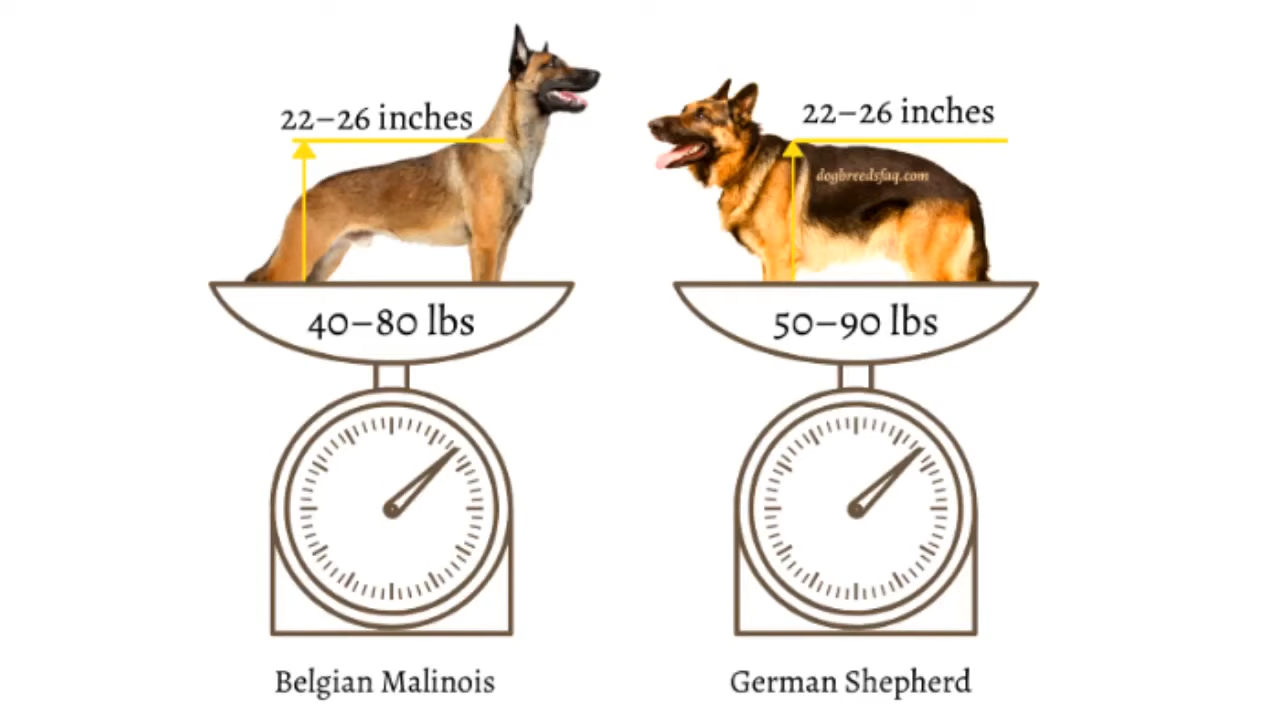 22–26 inches
22–26 inches
dogbreedsfaq.com
40–80 lbs
50–90 lbs
Belgian Malinois
German Shepherd